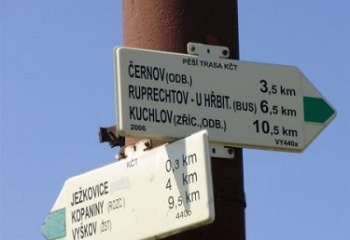 PĚŠÍ TRASA KČT
ČERNOV (ODB.) 3,5 km
RUPRECHTOV - U HŘBIT. (BUS) 6,5 km
KUCHLOV (ZŘÍC.,ODB.) 10,5 km
2006 VY440a
JEŽKOVICE 0,3 km
KOPANINY (ROZC.) 4 km
VYŠKOV (ŽST) 9,5 km